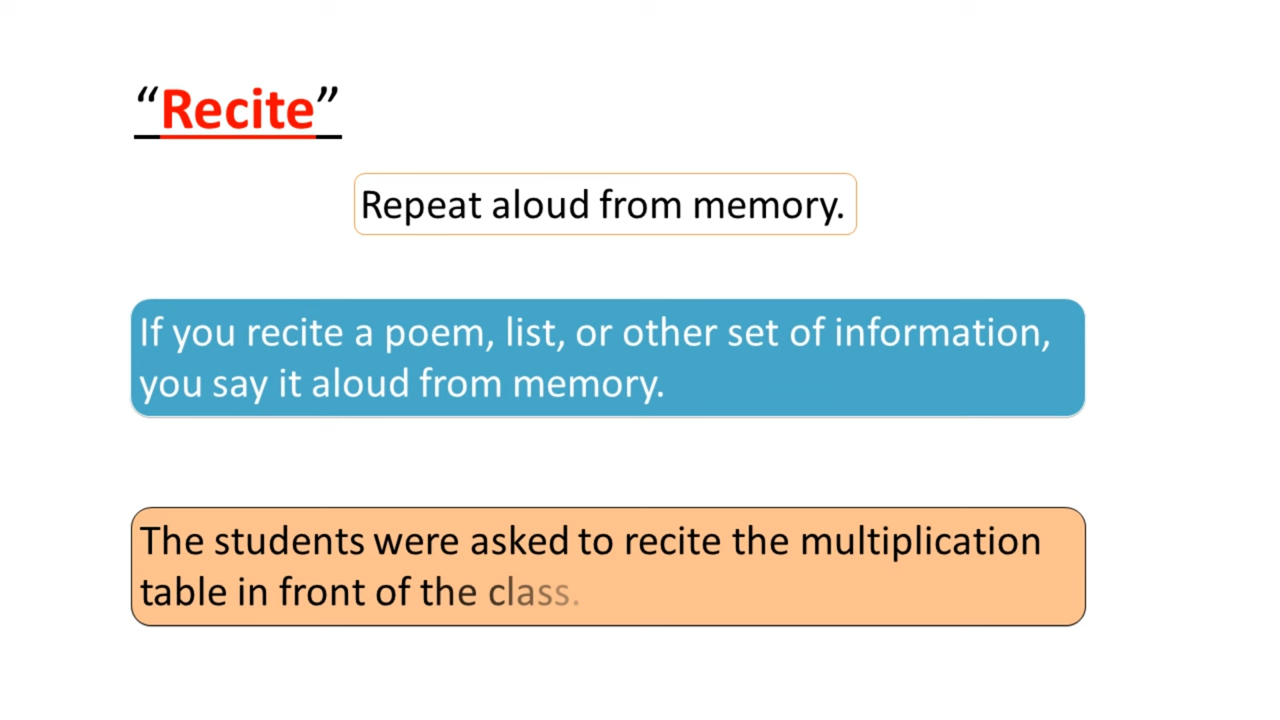 “Recite”
Repeat aloud from memory.
If you recite a poem, list, or other set of information,
you say it aloud from memory.
The students were asked to recite the multiplication
table in front of the class.